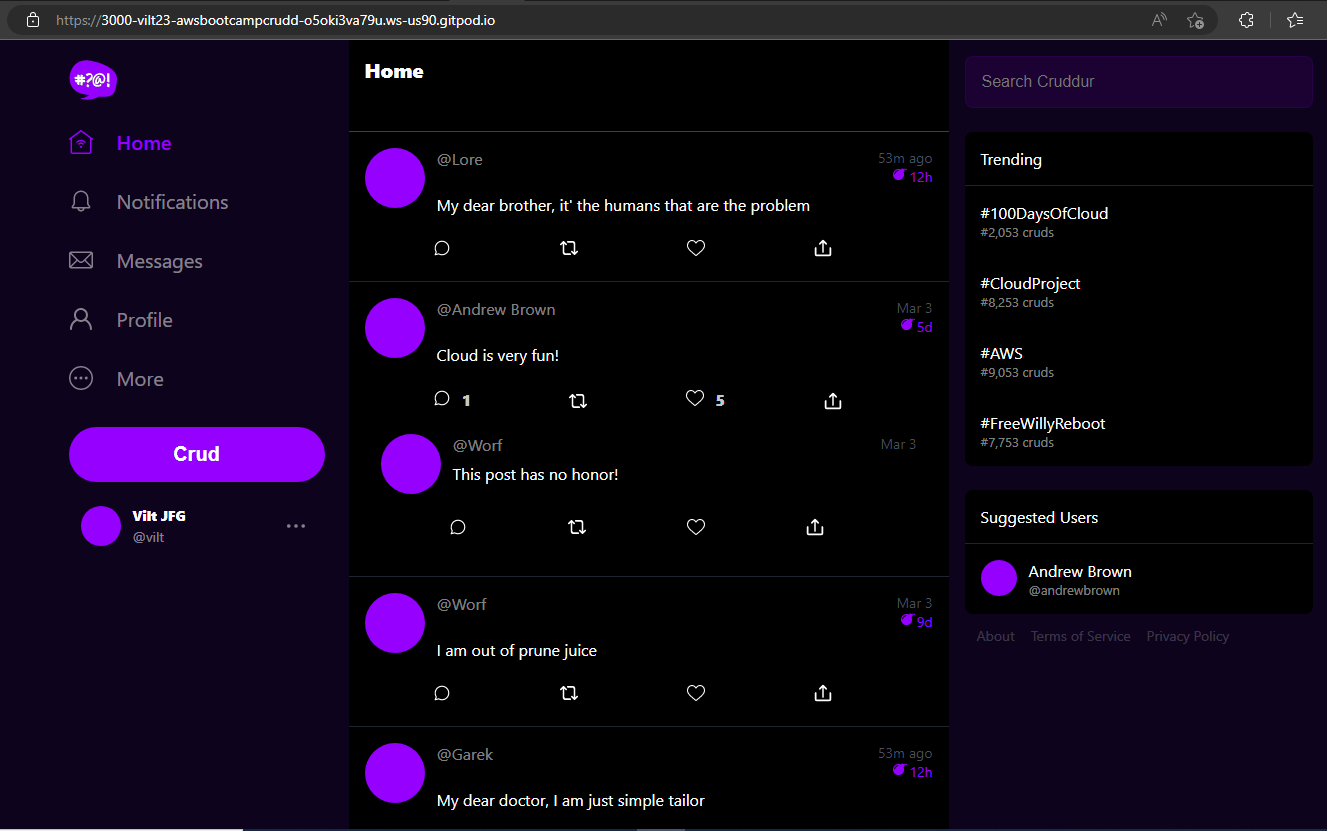 https://3000-vilt23-awsbootcampcrudd-o5oki3va79u.ws-us90.gitpod.io
#?@!
Home
Notifications
Messages
Profile
More
Crud
Vilt JFG
@vilt
Home
@Lore
53m ago
12h
My dear brother, it' the humans that are the problem
@Andrew Brown
Mar 3
5d
Cloud is very fun!
1
5
@Worf
Mar 3
This post has no honor!
@Worf
Mar 3
9d
I am out of prune juice
@Garek
53m ago
12h
My dear doctor, I am just simple tailor
Search Cruddur
Trending
#100DaysOfCloud
#2,053 cruds
#CloudProject
#8,253 cruds
#AWS
#9,053 cruds
#FreeWillyReboot
#7,753 cruds
Suggested Users
Andrew Brown
@andrewbrown
About Terms of Service Privacy Policy